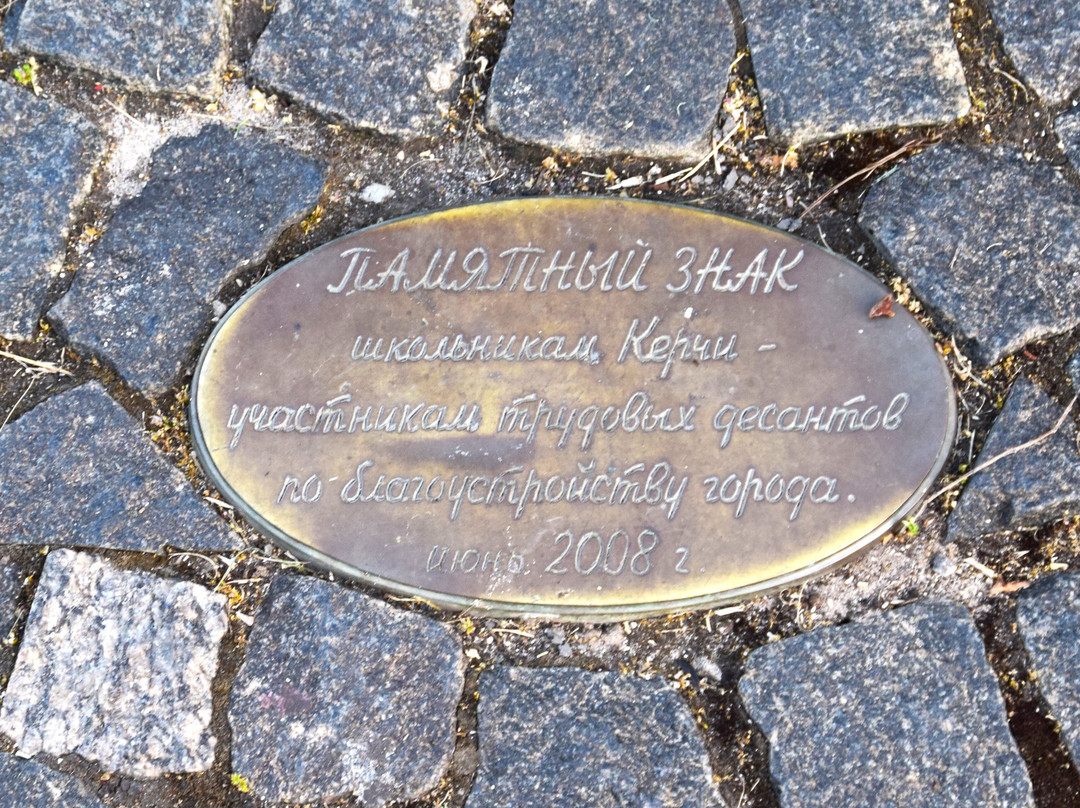 ПАМЯТНЫЙ ЗНАК
школьникам Керчи -
участникам трудовых десантов
по благоустройству города.
июнь 2008 г.